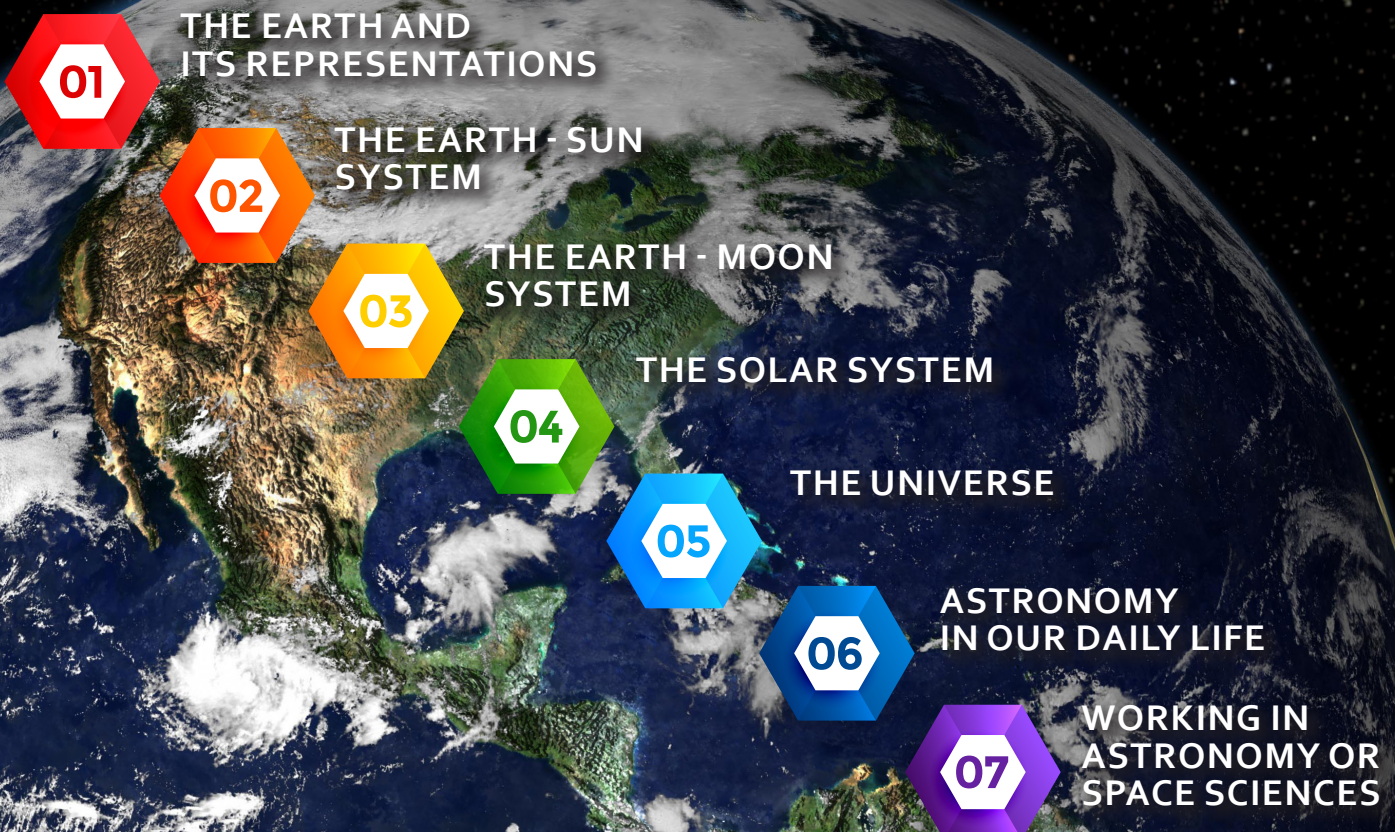 01
THE EARTH AND
ITS REPRESENTATIONS
02
THE EARTH - SUN
SYSTEM
03
THE EARTH - MOON
SYSTEM
04
THE SOLAR SYSTEM
05
THE UNIVERSE
06
ASTRONOMY
IN OUR DAILY LIFE
07
WORKING IN
ASTRONOMY OR
SPACE SCIENCES